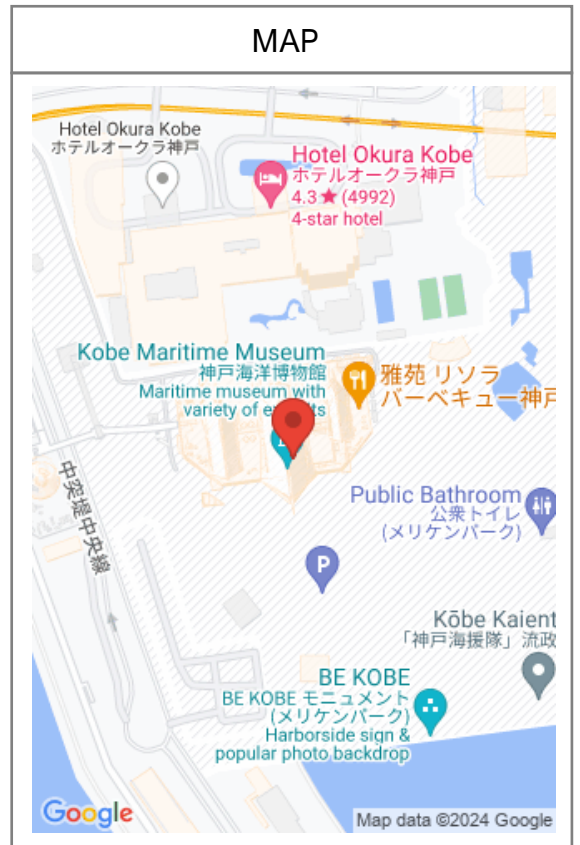 MAP
Hotel Okura Kobe
ホテルオークラ神戸
Hotel Okura Kobe
ホテルオークラ神戸
4.3★(4992)
4-star hotel
Kobe Maritime Museum
神戸海洋博物館
Maritime museum with
variety of
雅苑 リソラ
バーベキュー神戸
中突堤中央線
Public Bathroom
公衆トイレ
(メリケンパーク)
P
Kōbe Kaient
「神戸海援隊」流政
BE KOBE
BE KOBE モニュメント
(メリケンパーク)
Harborside sign &
popular photo backdrop
Google
Map data ©2024 Google